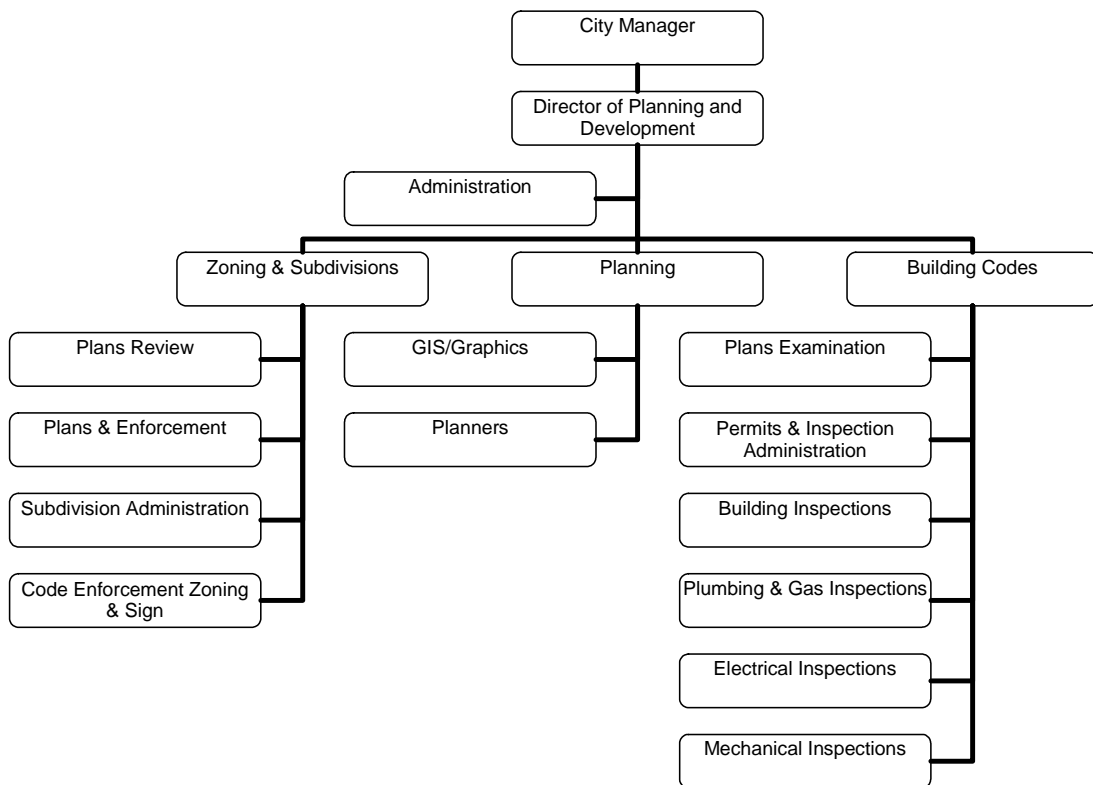 City Manager
Director of Planning and
Development
Administration
Zoning & Subdivisions
Planning
Building Codes
Plans Review
GIS/Graphics
Plans Examination
Plans & Enforcement
Planners
Permits & Inspection
Administration
Subdivision Administration
Building Inspections
Code Enforcement Zoning
& Sign
Plumbing & Gas Inspections
Electrical Inspections
Mechanical Inspections